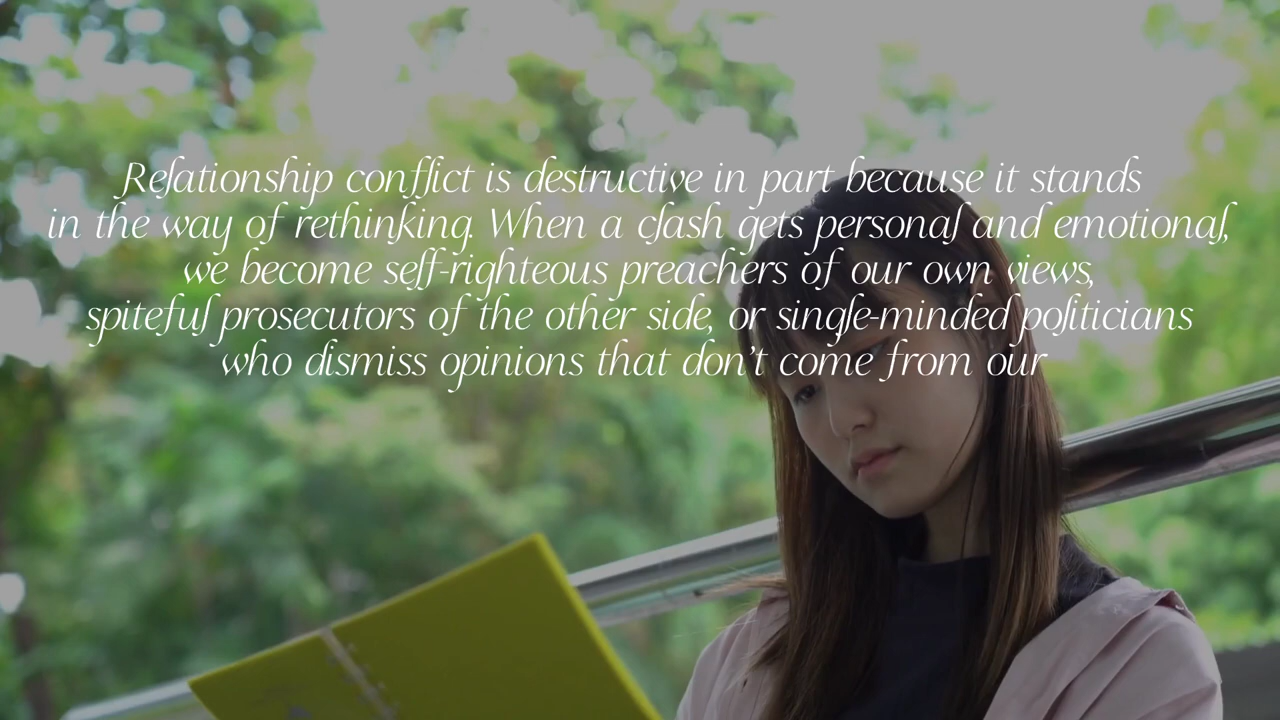 Relationship conflict is destructive in part because it stands
in the way of rethinking. When a clash gets personal and emotional,
we become self-righteous preachers of our own views,
spiteful prosecutors of the other side, or single-minded politicians
who dismiss opinions that don't come from our